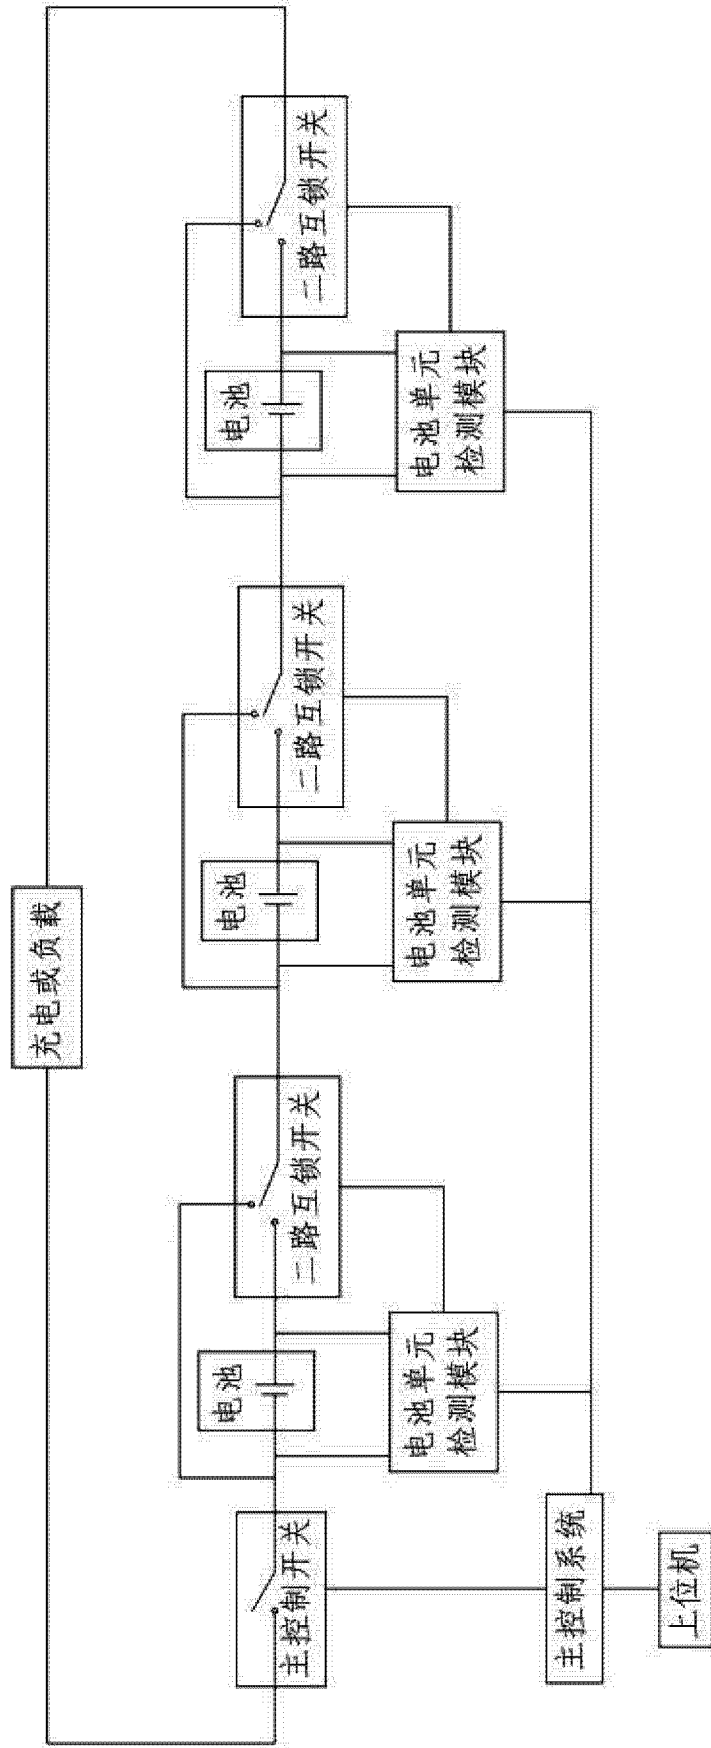 充电或负载
主控制开关
电池
二路互锁开关
电池
二路互锁开关
电池
二路互锁开关
电池单元
检测模块
电池单元
检测模块
电池单元
检测模块
主控制系统
上位机